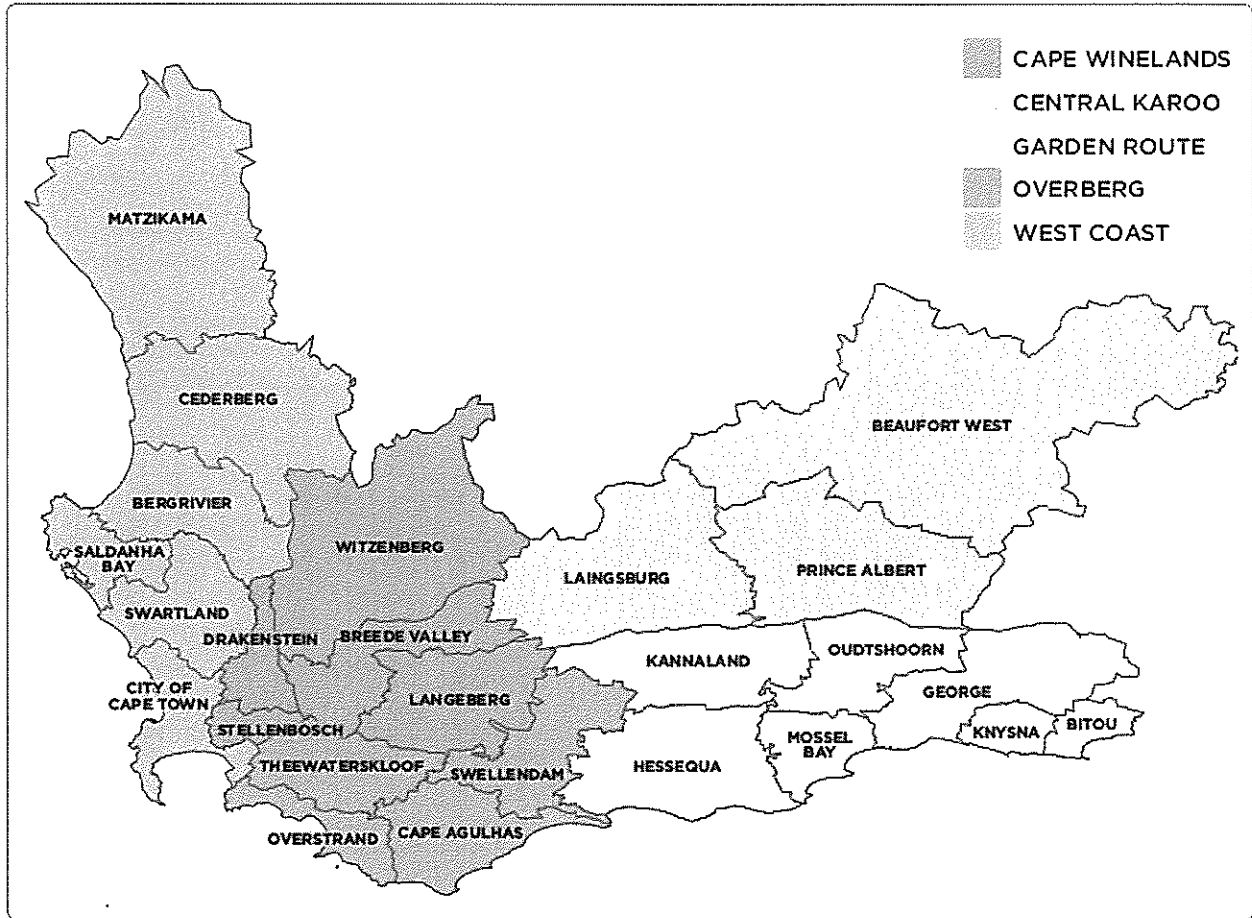 CAPE WINELANDS
CENTRAL KAROO
GARDEN ROUTE
OVERBERG
WEST COAST
MATZIKAMA
CEDERBERG
BEAUFORT WEST
BERGRIVIER
WITZENBERG
SALDANHA
BAY
LAINGSBURG
PRINCE ALBERT
SWARTLAND
DRAKENSTEIN
BREEDE VALLEY
KANNALAND
OUDTSHOORN
CITY OF
CAPE TOWN
LANGEBERG
GEORGE
STELLENBOSCH
MOSSEL
BAY
KNYSNA
BITOU
THEEWATERSKLOOF
SWELLENDAM
HESSEQUA
OVERSTRAND
CAPE AGULHAS